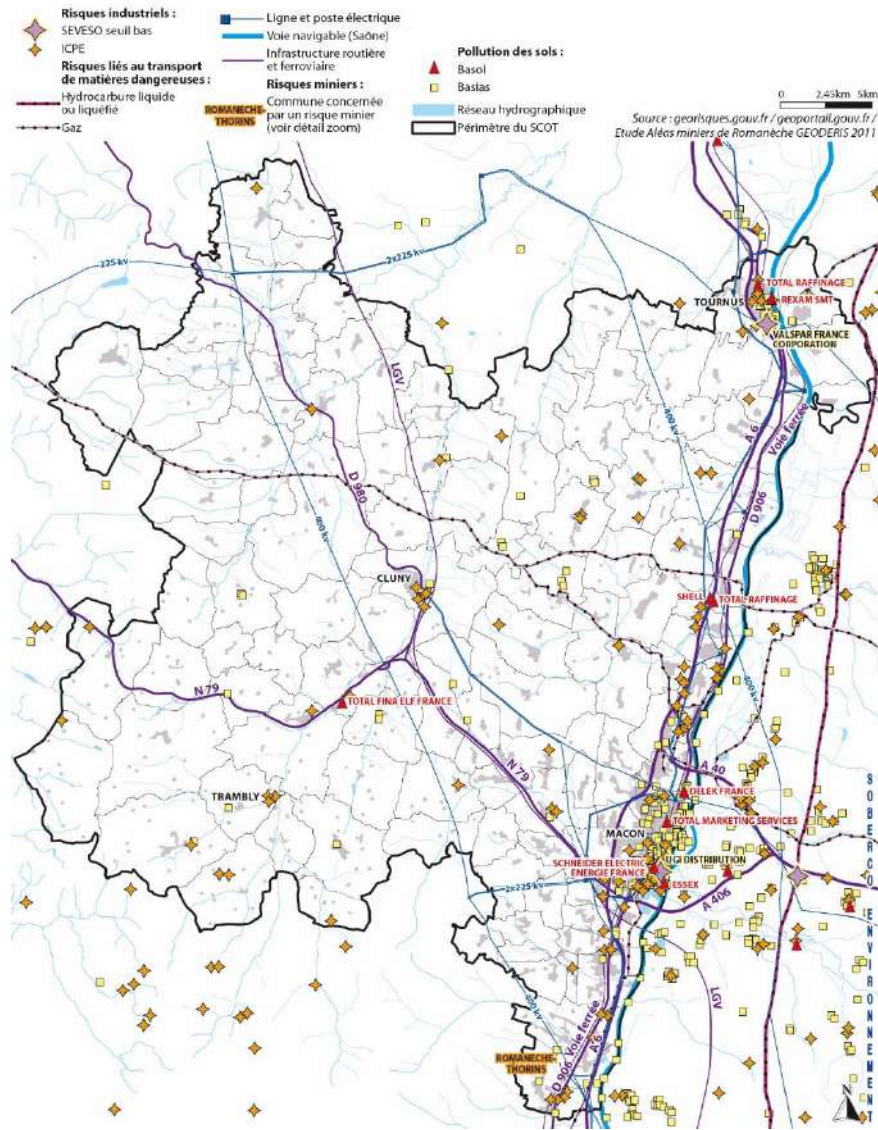 Risques industriels :
SEVESO seuil bas
ICPE
Risques liés au transport
de matières dangereuses :
Hydrocarbure liquide
ou liquéfié
Gaz
Ligne et poste électrique
Voie navigable (Saône)
Infrastructure routière
et ferroviaire
Risques miniers :
ROMANECHE-
THORINS
Commune concernée
par un risque minier
(voir détail zoom)
Pollution des sols :
Basol
Basias
Réseau hydrographique
Périmètre du SCOT
0 2,45km 5km
Source : georisques.gouv.fr / geoportail.gouv.fr /
Etude Aléas miniers de Romanèche GEODERIS 2011
225 kv
2x225 kv
TOURNUS
TOTAL RAFFINAGE
REXAM SMT
VALSPAR FRANCE
CORPORATION
LGV
400 kv
A 6
Voie ferrée
D 980
D 906
400 kv
CLUNY
SHELL
TOTAL RAFFINAGE
N 79
TOTAL FINA ELF FRANCE
400 kv
N 79
A 40
DELEK FRANCE
TRAMBLY
TOTAL MARKETING SERVICES
MACON
UGI DISTRIBUTION
SCHNEIDER ELECTRIC
ENERGIE FRANCE
ESSEX
2x225 kv
A 406
LGV
400 kv
Voie ferrée
A 6
D 906
ROMANECHE-
THORINS
SOBERCO ENVIRONNEMENT
N